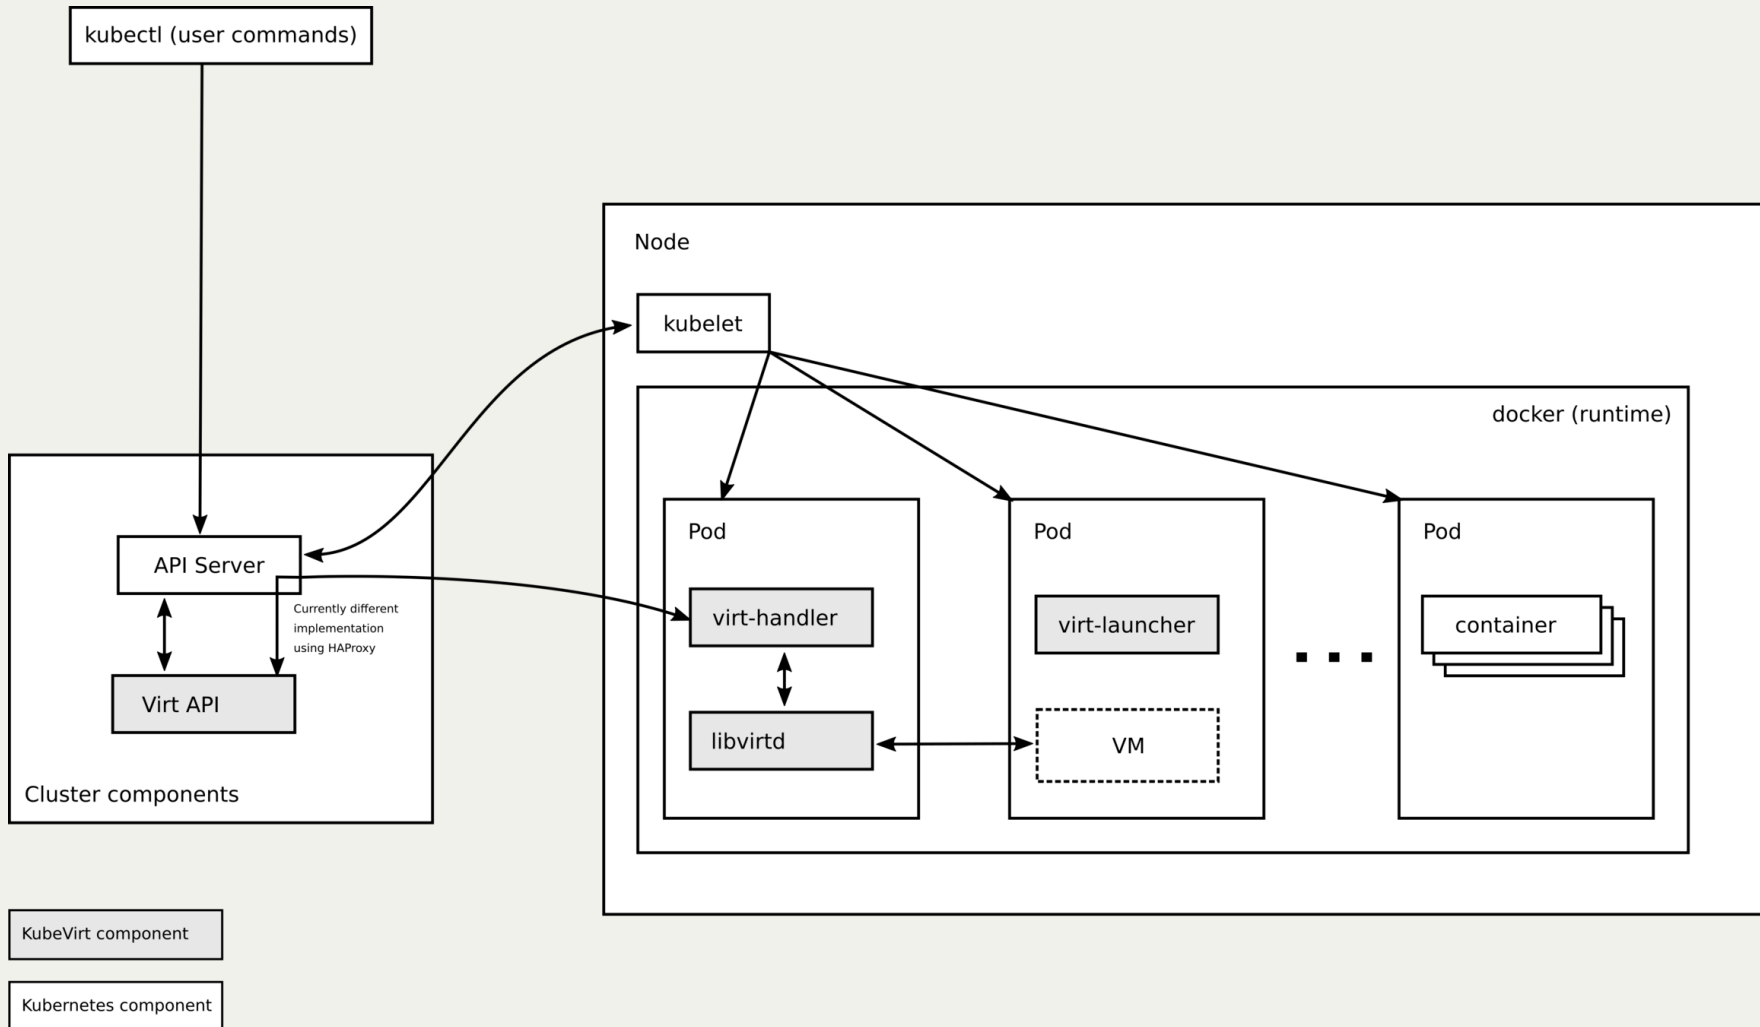 kubectl (user commands)
Node
kubelet
docker (runtime)
Pod
Pod
Pod
API Server
Currently different
implementation
using HAProxy
virt-handler
virt-launcher
container
Virt API
libvirtd
VM
Cluster components
KubeVirt component
Kubernetes component